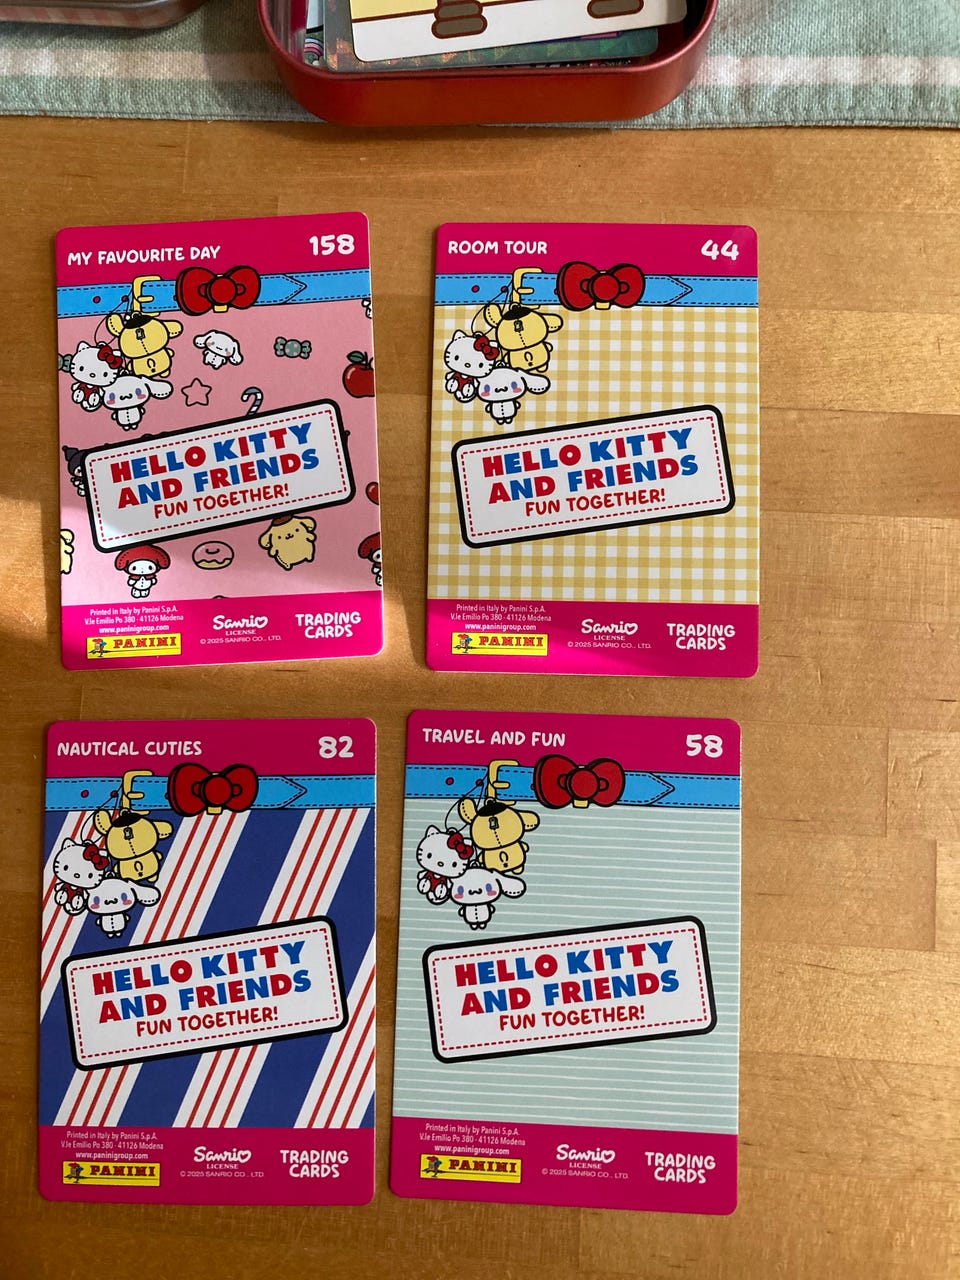 MY FAVOURITE DAY
158
HELLO KITTY
AND FRIENDS
FUN TOGETHER!
Printed in Italy by Panini S.p.A.
V.le Emilio Po 380 - 41126 Modena
www.paninigroup.com
PANINI
Sanrio
LICENSE
© 2025 SANRIO CO., LTD.
TRADING
CARDS
ROOM TOUR
44
HELLO KITTY
AND FRIENDS
FUN TOGETHER!
Printed in Italy by Panini S.p.A.
V.le Emilio Po 380 - 41126 Modena
www.paninigroup.com
PANINI
Sanrio
LICENSE
© 2025 SANRIO CO., LTD.
TRADING
CARDS
NAUTICAL CUTIES
82
HELLO KITTY
AND FRIENDS
FUN TOGETHER!
Printed in Italy by Panini S.p.A.
V.le Emilio Po 380 - 41126 Modena
www.paninigroup.com
PANINI
Sanrio
LICENSE
© 2025 SANRIO CO., LTD.
TRADING
CARDS
TRAVEL AND FUN
58
HELLO KITTY
AND FRIENDS
FUN TOGETHER!
Printed in Italy by Panini S.p.A.
V.le Emilio Po 380 - 41126 Modena
www.paninigroup.com
PANINI
Sanrio
LICENSE
© 2025 SANRIO CO., LTD.
TRADING
CARDS